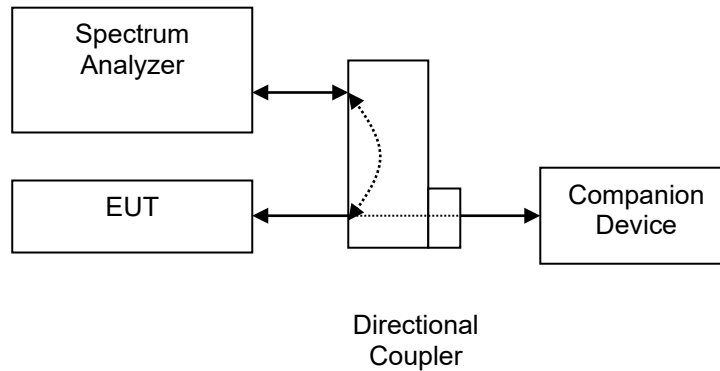 Spectrum
Analyzer
EUT
Companion
Device
Directional
Coupler